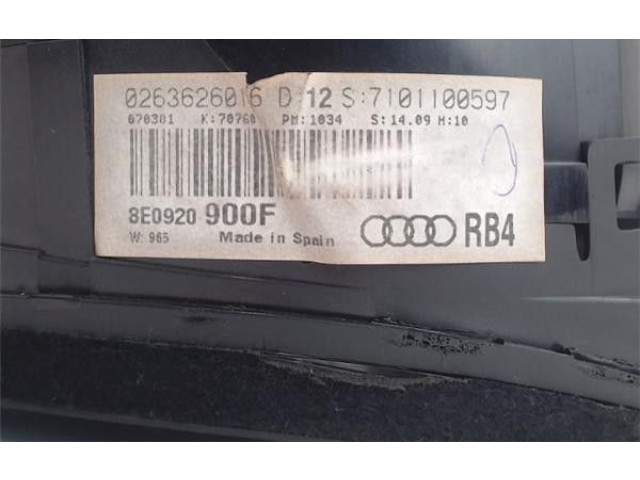 0263626016 D:12 S:7101100597
070301 K:70760 PM:1034 S:14.09 M:10
8E0920 900F RB4
W: 965 Made in Spain